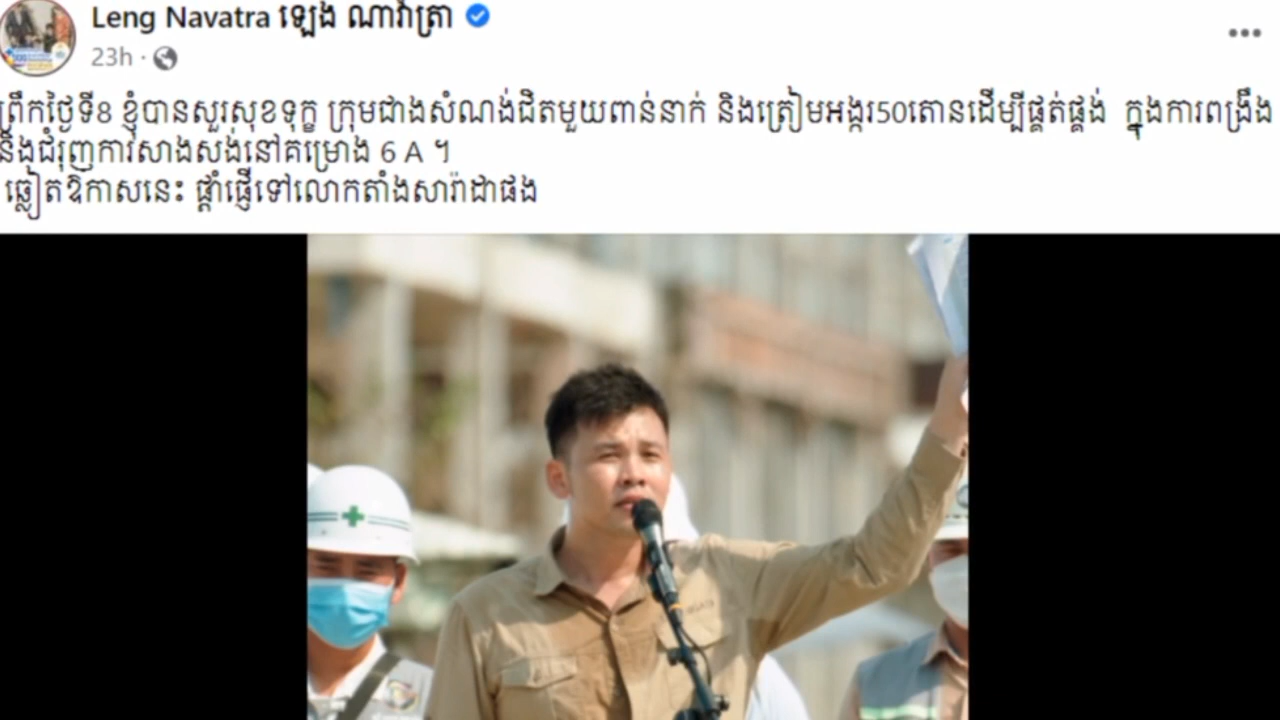 Leng Navatra ឡេង ណាវ៉ាត្រា
23h ·
ព្រឹកថ្ងៃទី8 ខ្ញុំបានសួរសុខទុក្ខ ក្រុមជាងសំណង់ជិតមួយពាន់នាក់ និងត្រៀមអង្ករ50តោនដើម្បីផ្គត់ផ្គង់ ក្នុងការពង្រឹង
និងជំរុញការសាងសង់នៅគម្រោង 6 A ។
ឆ្លៀតឱកាសនេះ ផ្តាំផ្ញើទៅលោកតាំងសារ៉ាដាផង